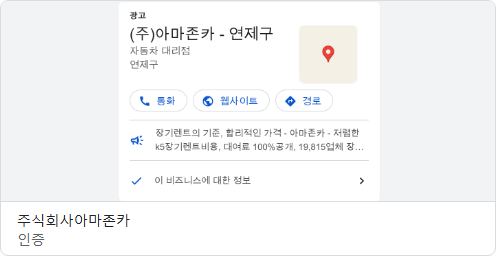 광고
(주)아마존카 - 연제구
자동차 대리점
연제구
통화
웹사이트
경로
장기렌트의 기준, 합리적인 가격 - 아마존카 - 저렴한
k5장기렌트비용, 대여료 100%공개, 19,815업체 장...
이 비즈니스에 대한 정보
주식회사아마존카
인증